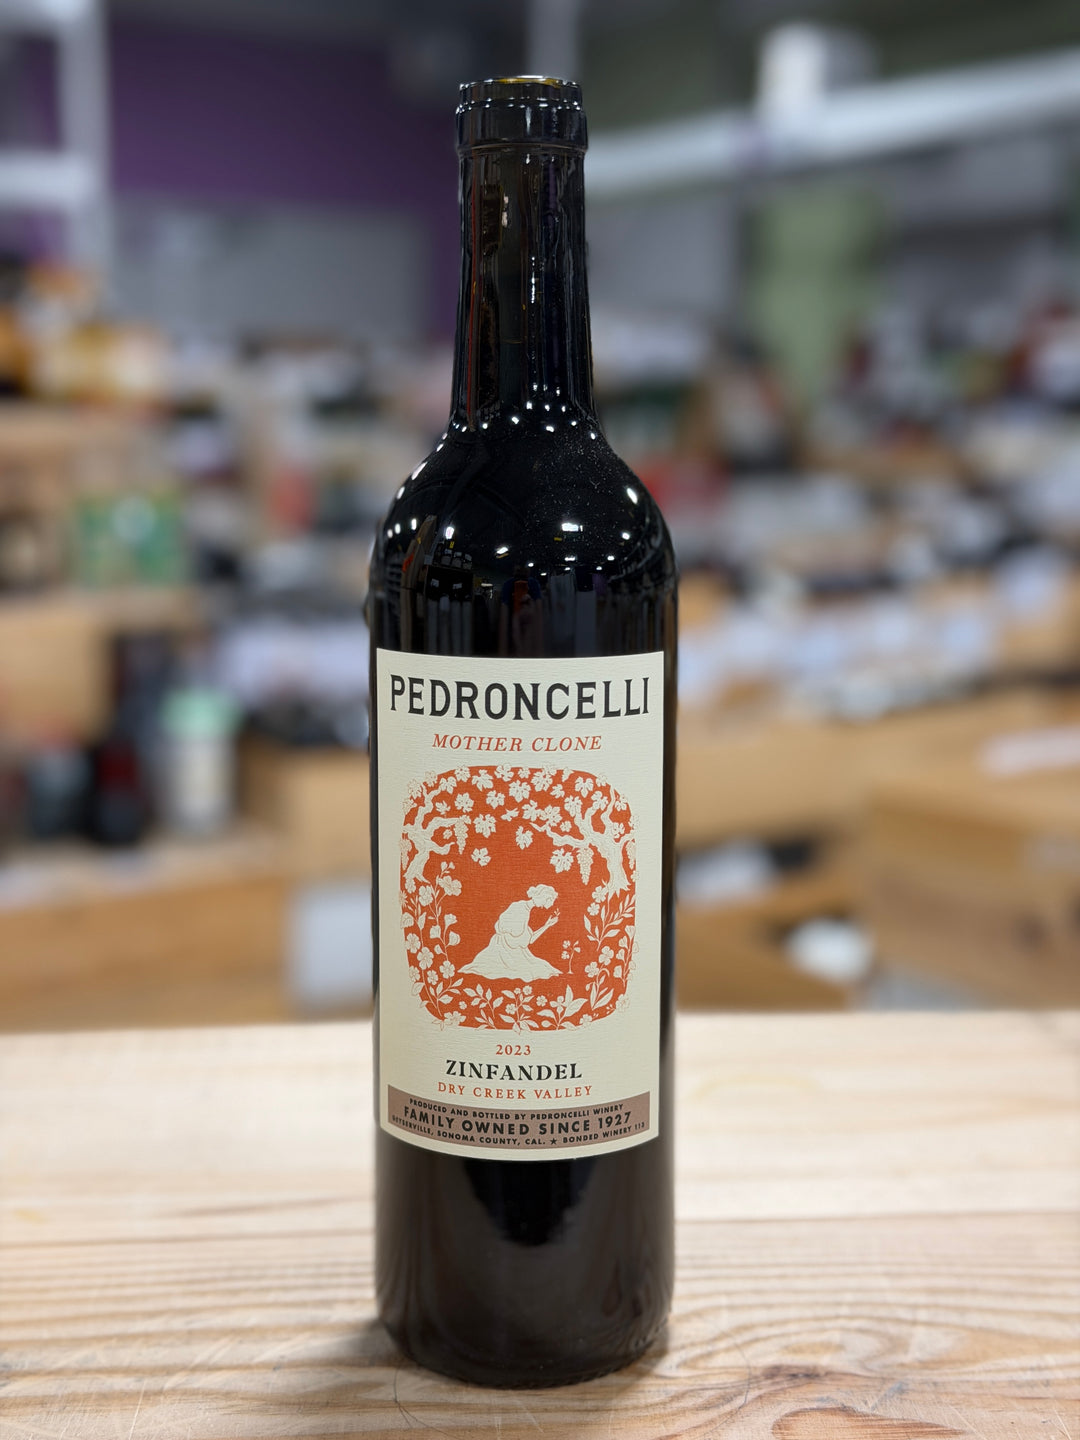 PEDRONCELLI
MOTHER CLONE
2023
ZINFANDEL
DRY CREEK VALLEY
PRODUCED AND BOTTLED BY PEDRONCELLI WINERY
FAMILY OWNED SINCE 1927
GEYSERVILLE, SONOMA COUNTY, CAL. ★ BONDED WINERY 113